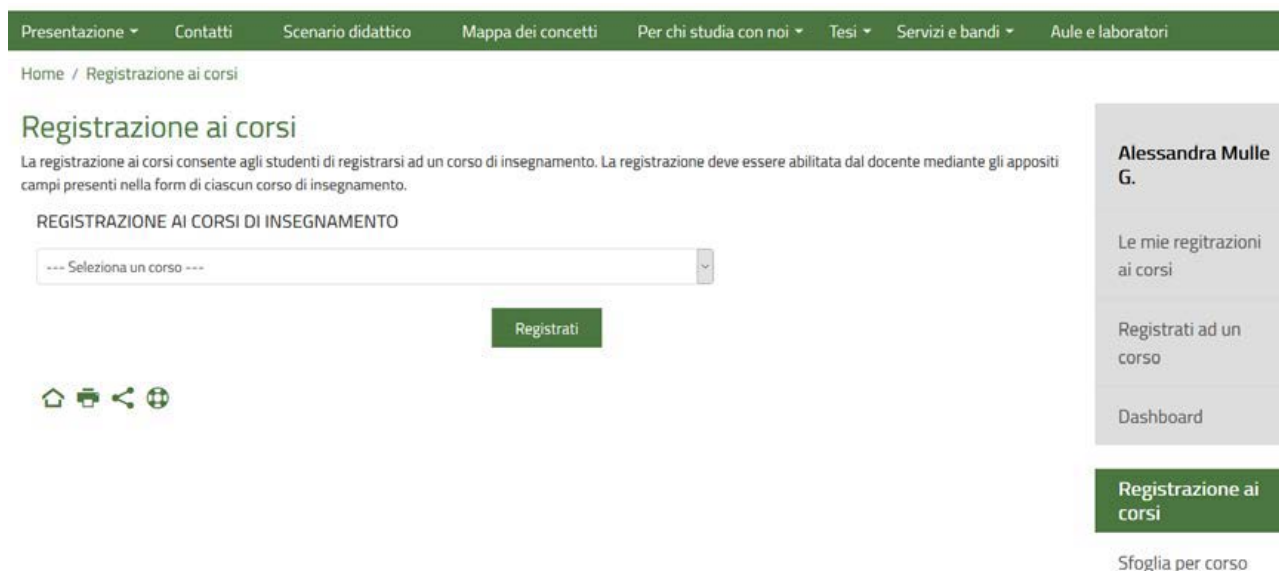 Presentazione Contatti Scenario didattico Mappa dei concetti Per chi studia con noi Tesi Servizi e bandi Aule e laboratori
Home / Registrazione ai corsi
Registrazione ai corsi
La registrazione ai corsi consente agli studenti di registrarsi ad un corso di insegnamento. La registrazione deve essere abilitata dal docente mediante gli appositi
campi presenti nella form di ciascun corso di insegnamento.
REGISTRAZIONE AI CORSI DI INSEGNAMENTO
--- Seleziona un corso ---
Registrati
Alessandra Mulle
G.
Le mie regitrazioni
ai corsi
Registrati ad un
corso
Dashboard
Registrazione ai
corsi
Sfoglia per corso